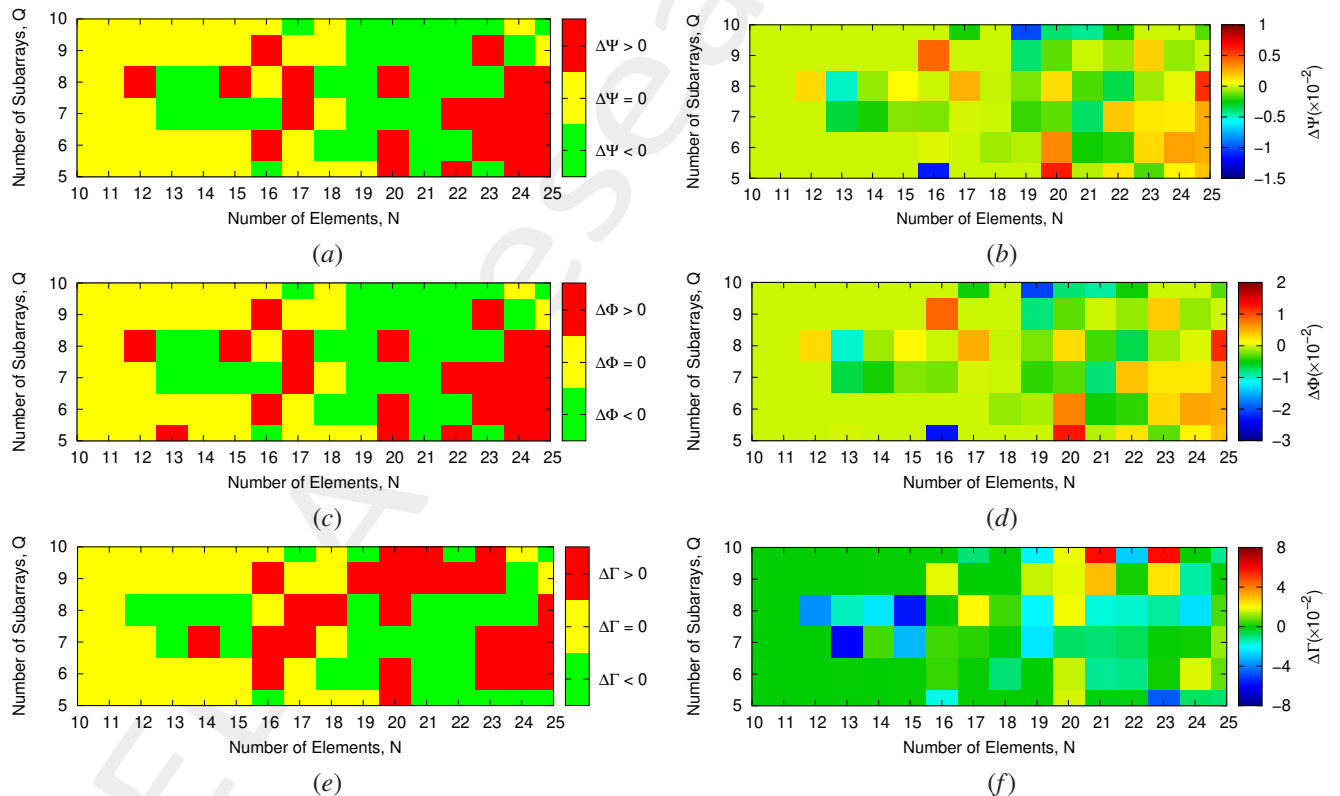 Number of Subarrays, Q
10
9
8
7
6
5
10 11 12 13 14 15 16 17 18 19 20 21 22 23 24 25
Number of Elements, N
ΔΨ > 0
ΔΨ = 0
ΔΨ < 0
(a)
Number of Subarrays, Q
10
9
8
7
6
5
10 11 12 13 14 15 16 17 18 19 20 21 22 23 24 25
Number of Elements, N
1
0.5
0
−0.5
−1
−1.5
ΔΨ(×10⁻²)
(b)
Number of Subarrays, Q
10
9
8
7
6
5
10 11 12 13 14 15 16 17 18 19 20 21 22 23 24 25
Number of Elements, N
ΔΦ > 0
ΔΦ = 0
ΔΦ < 0
(c)
Number of Subarrays, Q
10
9
8
7
6
5
10 11 12 13 14 15 16 17 18 19 20 21 22 23 24 25
Number of Elements, N
2
1
0
−1
−2
−3
ΔΦ(×10⁻²)
(d)
Number of Subarrays, Q
10
9
8
7
6
5
10 11 12 13 14 15 16 17 18 19 20 21 22 23 24 25
Number of Elements, N
ΔΓ > 0
ΔΓ = 0
ΔΓ < 0
(e)
Number of Subarrays, Q
10
9
8
7
6
5
10 11 12 13 14 15 16 17 18 19 20 21 22 23 24 25
Number of Elements, N
8
4
0
−4
−8
ΔΓ(×10⁻²)
(f)